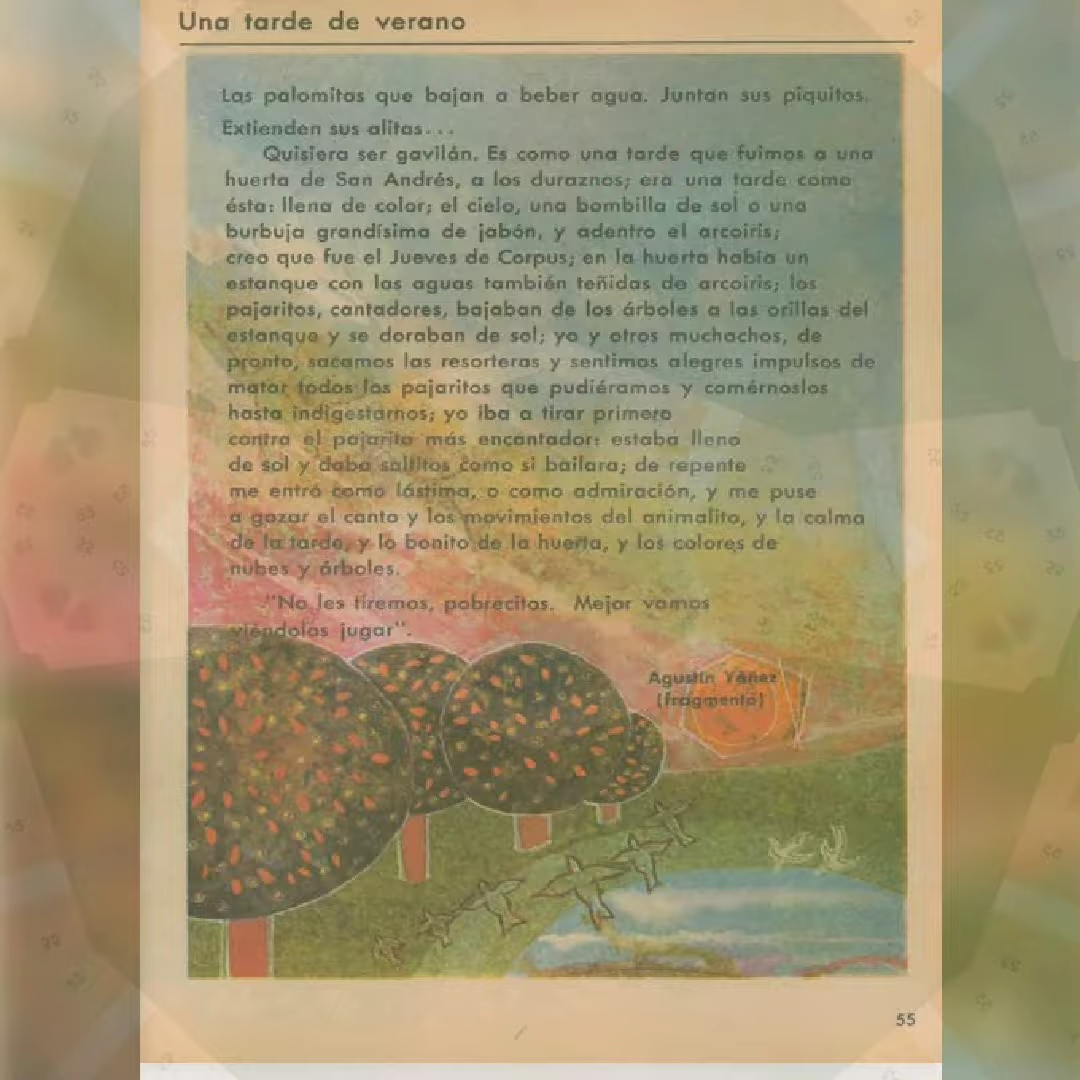 Una tarde de verano
Las palomitas que bajan a beber agua. Juntan sus piquitos.
Extienden sus alitas...
Quisiera ser gavilán. Es como una tarde que fuimos a una
huerta de San Andrés, a los duraznos; era una tarde como
ésta: llena de color; el cielo, una bombilla de sol o una
burbuja grandísima de jabón, y adentro el arcoiris;
creo que fue el Jueves de Corpus; en la huerta había un
estanque con las aguas también teñidas de arcoiris; los
pajaritos, cantadores, bajaban de los árboles a las orillas del
estanque y se doraban de sol; yo y otros muchachos, de
pronto, sacamos las resorteras y sentimos alegres impulsos de
matar todos los pajaritos que pudiéramos y comérnoslos
hasta indigestarnos; yo iba a tirar primero
contra el pajarito más encantador: estaba lleno
de sol y daba saltitos como si bailara; de repente
me entró como lástima, o como admiración, y me puse
a gozar el canto y los movimientos del animalito, y la calma
de la tarde, y lo bonito de la huerta, y los colores de
nubes y árboles.
"No les tiremos, pobrecitos. Mejor vamos
viéndolos jugar".
Agustín Yáñez
(fragmento)
55